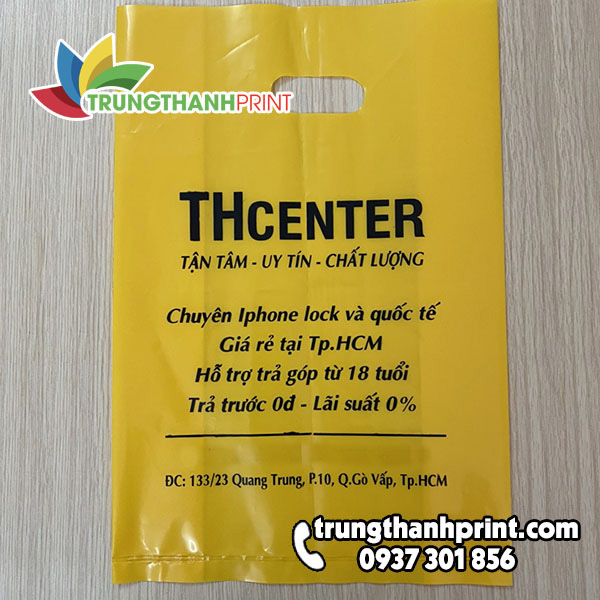 TRUNGTHANHPRINT
THCENTER
TẬN TÂM - UY TÍN - CHẤT LƯỢNG
Chuyên Iphone lock và quốc tế
Giá rẻ tại Tp.HCM
Hỗ trợ trả góp từ 18 tuổi
Trả trước 0đ - Lãi suất 0%
ĐC: 133/23 Quang Trung, P.10, Q.Gò Vấp, Tp.HCM
trungthanhprint.com
0937 301 856